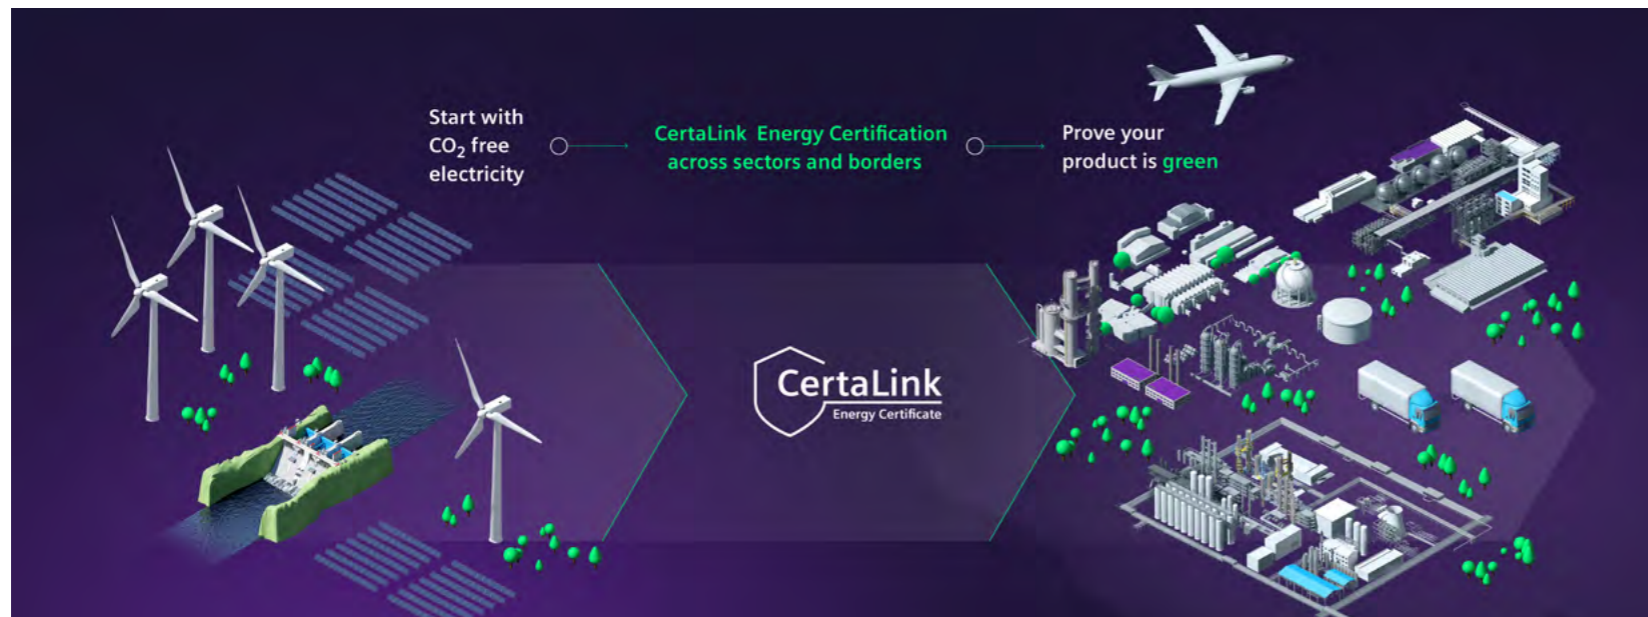 Start with
CO₂ free
electricity
CertaLink Energy Certification
across sectors and borders
Prove your
product is green
CertaLink
Energy Certificate